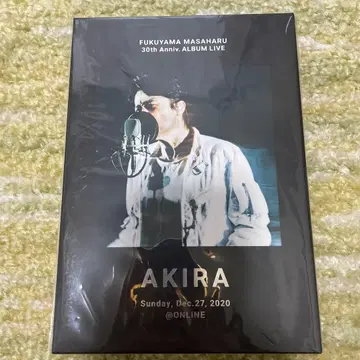 FUKUYAMA MASAHARU
30th Anniv. ALBUM LIVE
AKIRA
Sunday, Dec.27, 2020
@ONLINE